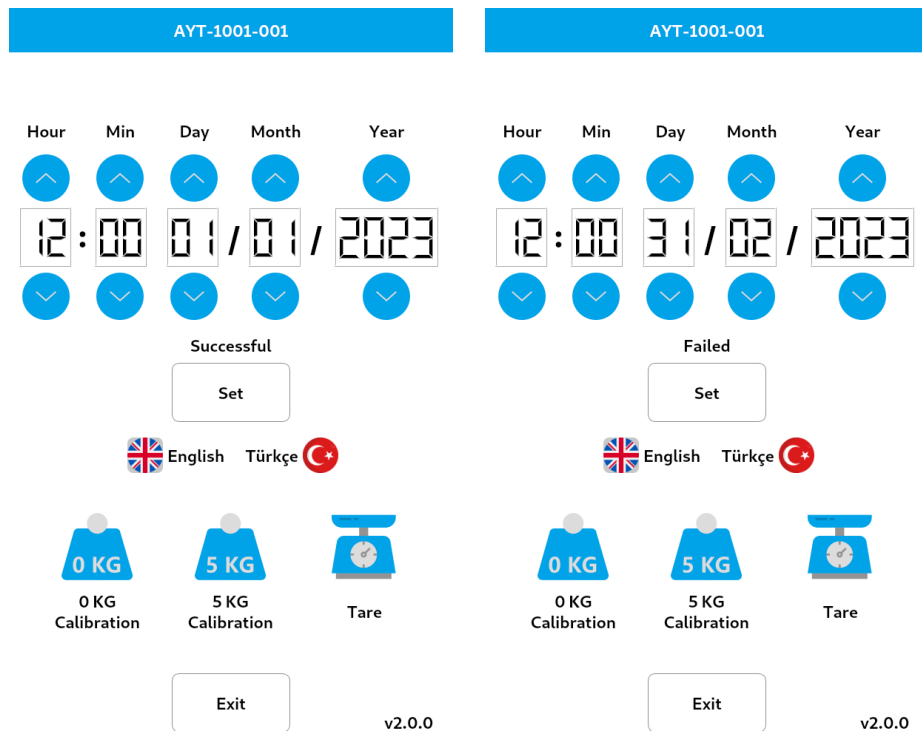 AYT-1001-001
Hour Min Day Month Year
12:00 01/01/2023
Successful
Set
English Türkçe
0 KG 5 KG
0 KG Calibration
5 KG Calibration
Tare
Exit
v2.0.0
AYT-1001-001
Hour Min Day Month Year
12:00 31/02/2023
Failed
Set
English Türkçe
0 KG 5 KG
0 KG Calibration
5 KG Calibration
Tare
Exit
v2.0.0